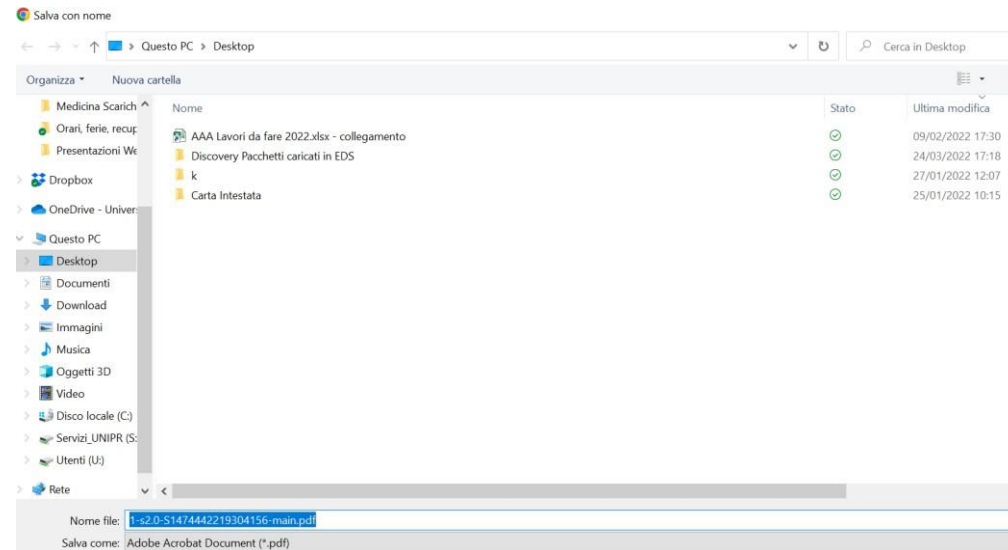 Salva con nome
Questo PC > Desktop
Cerca in Desktop
Organizza Nuova cartella
Medicina Scarich
Orari, ferie, recup
Presentazioni We
Dropbox
OneDrive - Univer
Questo PC
Desktop
Documenti
Download
Immagini
Musica
Oggetti 3D
Video
Disco locale (C:)
Servizi_UNIPR (S:
Utenti (U:)
Rete
Nome Stato Ultima modifica
AAA Lavori da fare 2022.xlsx - collegamento 09/02/2022 17:30
Discovery Pacchetti caricati in EDS 24/03/2022 17:18
k 27/01/2022 12:07
Carta Intestata 25/01/2022 10:15
Nome file: 1-s2.0-S1474442219304156-main.pdf
Salva come: Adobe Acrobat Document (*.pdf)